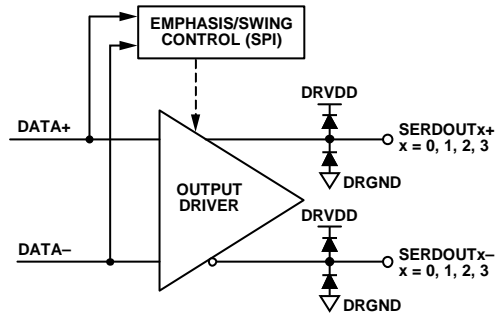 EMPHASIS/SWING
CONTROL (SPI)
DRVDD
DATA+
SERDOUTx+
x = 0, 1, 2, 3
DRGND
OUTPUT
DRIVER
DRVDD
DATA–
SERDOUTx–
x = 0, 1, 2, 3
DRGND